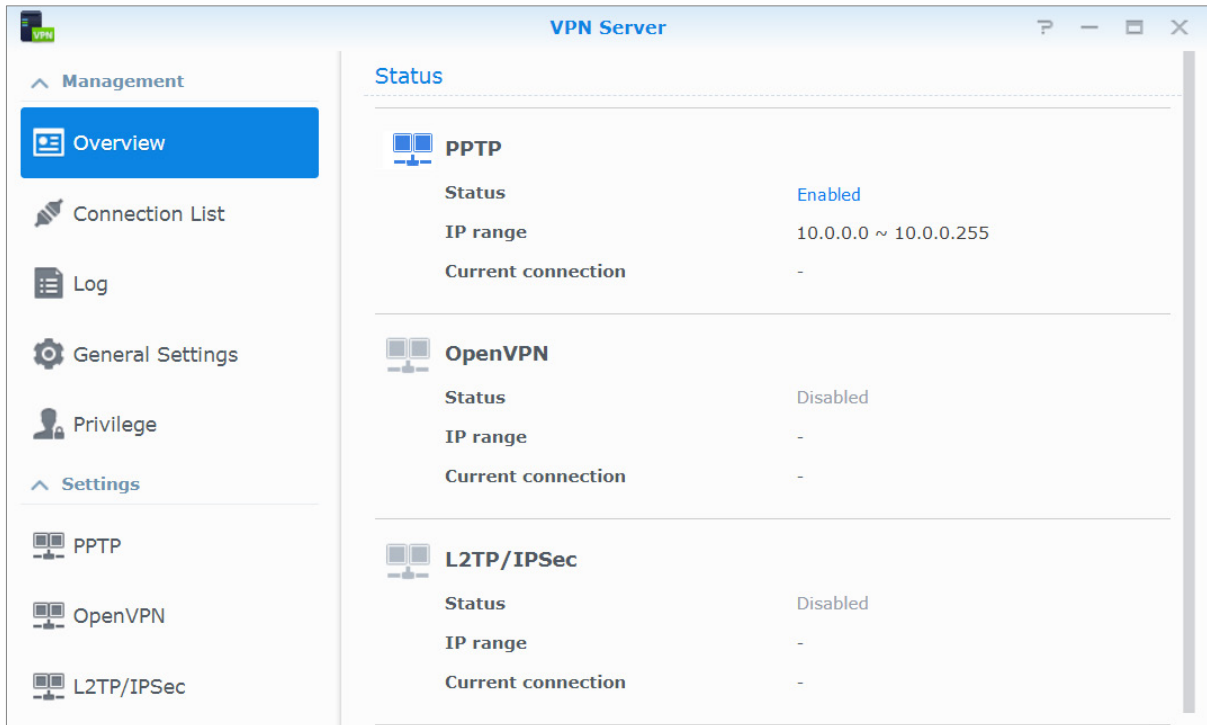 VPN
VPN Server
Management
Overview
Connection List
Log
General Settings
Privilege
Settings
PPTP
OpenVPN
L2TP/IPSec
Status
PPTP
Status Enabled
IP range 10.0.0.0 ~ 10.0.0.255
Current connection -
OpenVPN
Status Disabled
IP range -
Current connection -
L2TP/IPSec
Status Disabled
IP range -
Current connection -